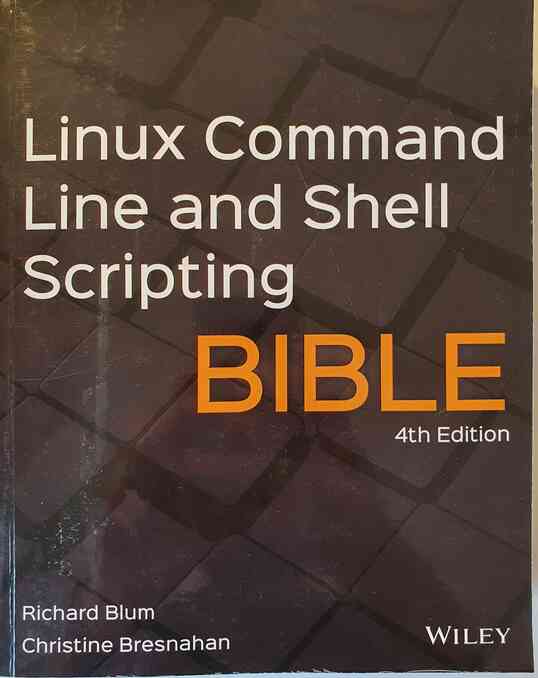 Linux Command
Line and Shell
Scripting
BIBLE
4th Edition
Richard Blum
Christine Bresnahan
WILEY